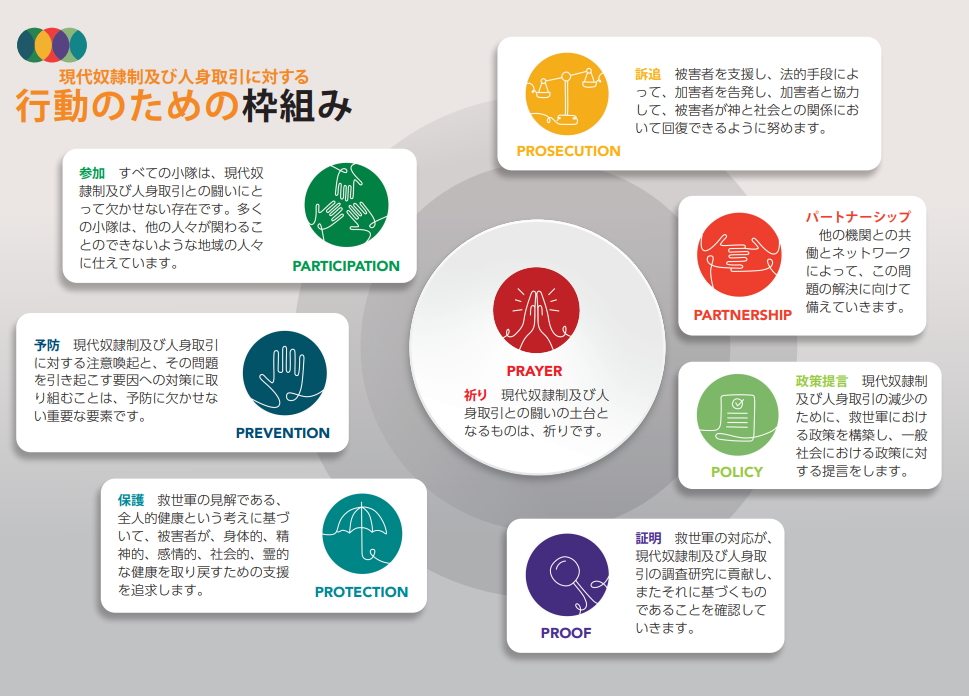 現代奴隷制及び人身取引に対する
行動のための枠組み
参加　すべての小隊は、現代奴
隷制及び人身取引との闘いにと
って欠かせない存在です。多く
の小隊は、他の人々が関わるこ
とのできないような地域の人々
に仕えています。
PARTICIPATION
予防　現代奴隷制及び人身取引
に対する注意喚起と、その問題
を引き起こす要因への対策に取
り組むことは、予防に欠かせな
い重要な要素です。
PREVENTION
保護　救世軍の見解である、
全人的健康という考えに基づ
いて、被害者が、身体的、精
神的、感情的、社会的、霊的
な健康を取り戻すための支援
を追求します。
PROTECTION
PRAYER
祈り　現代奴隷制及び人
身取引との闘いの土台と
なるものは、祈りです。
PROSECUTION
訴追　被害者を支援し、法的手段によ
って、加害者を告発し、加害者と協力
して、被害者が神と社会との関係にお
いて回復できるように努めます。
PARTNERSHIP
パートナーシップ
他の機関との共
働とネットワーク
によって、この問
題の解決に向けて
備えていきます。
POLICY
政策提言　現代奴隷制
及び人身取引の減少の
ために、救世軍におけ
る政策を構築し、一般
社会における政策に対
する提言をします。
PROOF
証明　救世軍の対応が、
現代奴隷制及び人身取
引の調査研究に貢献し、
またそれに基づくもの
であることを確認して
いきます。